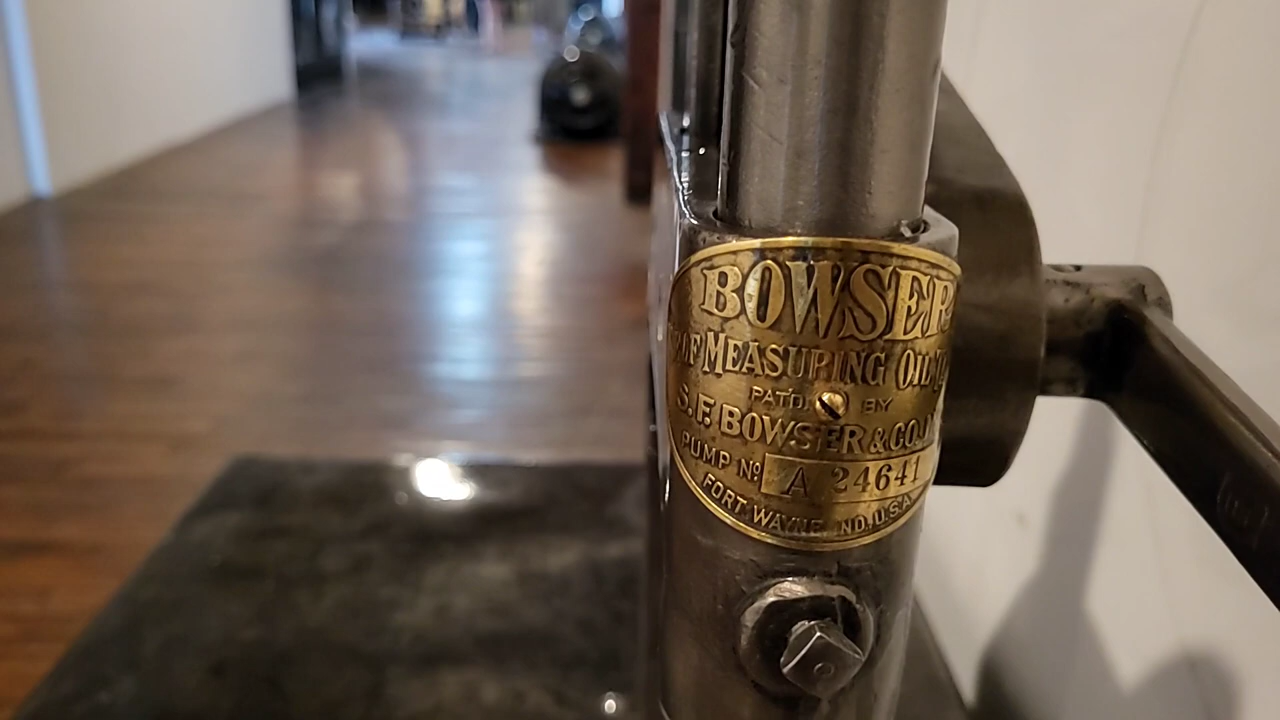 BOWSER
MEASURING OIL
PAT'D. BY
S.F. BOWSER & CO.
PUMP No. A 24641
FORT WAYNE IND. U.S.A.